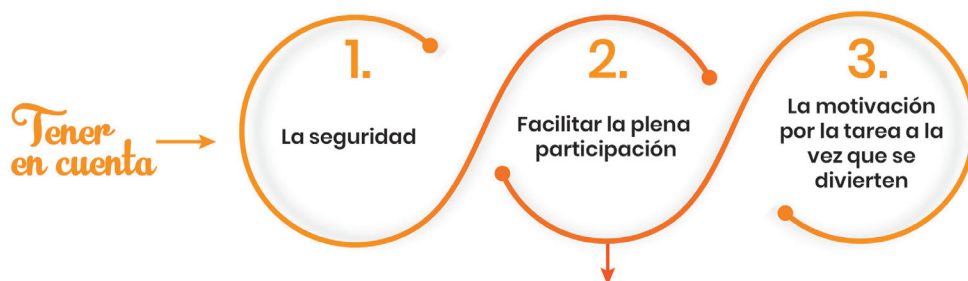 Tener
en cuenta
1.
La seguridad
2.
Facilitar la plena
participación
3.
La motivación
por la tarea a la
vez que se
divierten